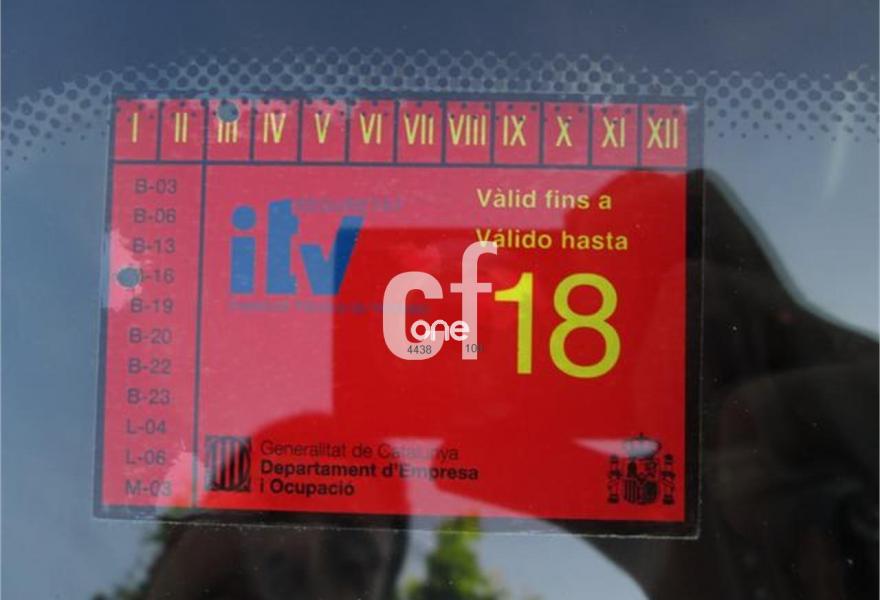 I II III IV V VI VII VIII IX X XI XII
B-03
B-06
B-13
B-16
B-19
B-20
B-22
B-23
L-04
L-06
M-03
itv
Vàlid fins a
Válido hasta
18
cf
one
4438
Generalitat de Catalunya
Departament d'Empresa
i Ocupació